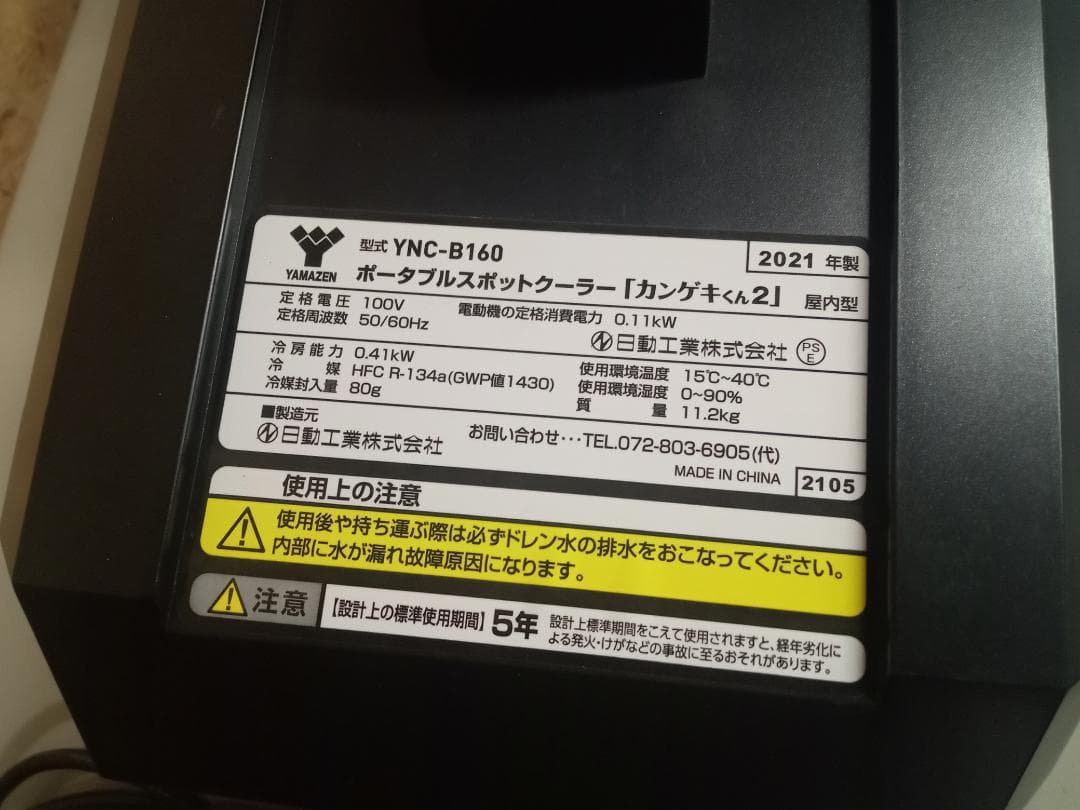 YAMAZEN
型式 YNC-B160
2021 年製
ポータブルスポットクーラー「カンゲキくん2」 屋内型
定格電圧 100V 電動機の定格消費電力 0.11kW
定格周波数 50/60Hz
日動工業株式会社 PSE
冷房能力 0.41kW 使用環境温度 15℃~40℃
冷媒 HFC R-134a(GWP値1430) 使用環境湿度 0~90%
冷媒封入量 80g 質量 11.2kg
■製造元
日動工業株式会社 お問い合わせ･･･TEL.072-803-6905(代)
MADE IN CHINA 2105
使用上の注意
使用後や持ち運ぶ際は必ずドレン水の排水をおこなってください。
内部に水が漏れ故障原因になります。
注意 【設計上の標準使用期間】 5年
設計上標準期間をこえて使用されますと、経年劣化に
よる発火・けがなどの事故に至るおそれがあります。